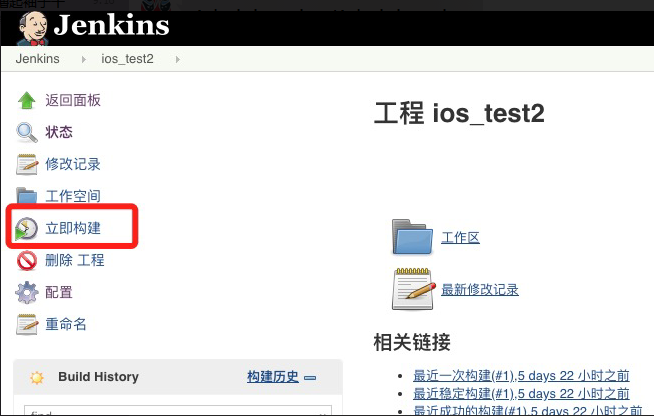 Jenkins
Jenkins ios_test2
返回面板
状态
修改记录
工作空间
立即构建
删除 工程
配置
重命名
Build History 构建历史
find
工程 ios_test2
工作区
最新修改记录
相关链接
最近一次构建(#1),5 days 22 小时之前
最近稳定构建(#1),5 days 22 小时之前
最近成功的构建(#1),5 days 22 小时之前